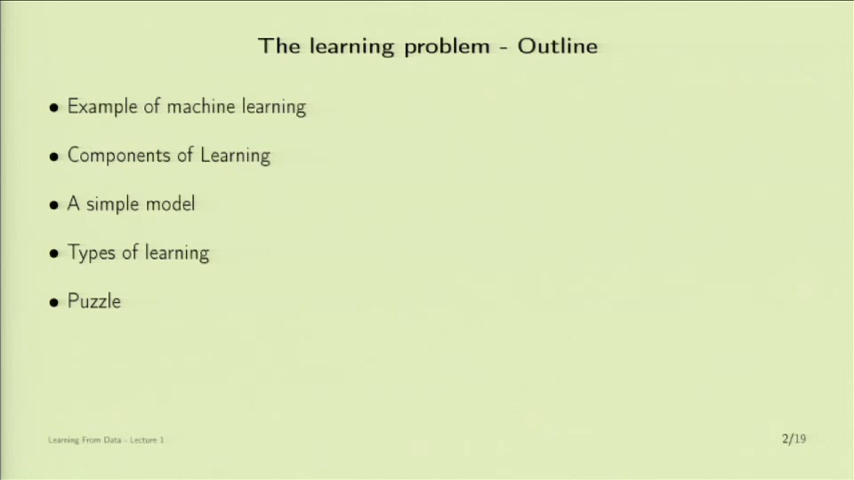 The learning problem - Outline
• Example of machine learning
• Components of Learning
• A simple model
• Types of learning
• Puzzle
Learning From Data - Lecture 1
2/19